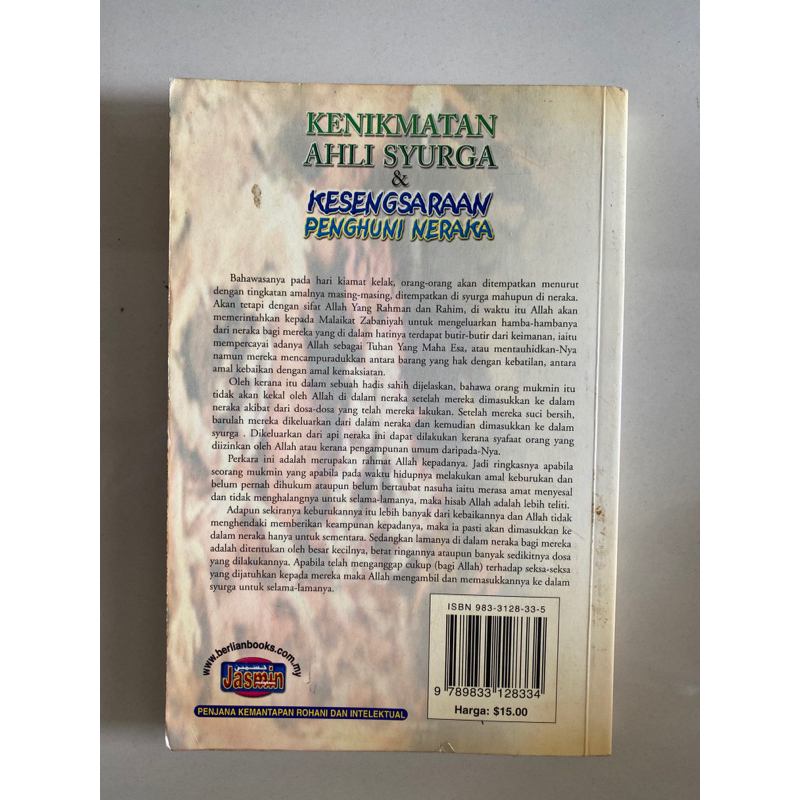 KENIKMATAN
AHLI SYURGA
&
KESENGSARAAN
PENGHUNI NERAKA
Bahawasanya pada hari kiamat kelak, orang-orang akan ditempatkan menurut
dengan tingkatan amalnya masing-masing, ditempatkan di syurga mahupun di neraka.
Akan tetapi dengan sifat Allah Yang Rahman dan Rahim, di waktu itu Allah akan
memerintahkan kepada Malaikat Zabaniyah untuk mengeluarkan hamba-hambanya
dari neraka bagi mereka yang di dalam hatinya terdapat butir-butir dari keimanan, iaitu
mempercayai adanya Allah sebagai Tuhan Yang Maha Esa, atau mentauhidkan-Nya
namun mereka mencampuradukkan antara barang yang hak dengan kebatilan, antara
amal kebaikan dengan amal kemaksiatan.
Oleh kerana itu dalam sebuah hadis sahih dijelaskan, bahawa orang mukmin itu
tidak akan kekal oleh Allah di dalam neraka setelah mereka dimasukkan ke dalam
neraka akibat dari dosa-dosa yang telah mereka lakukan. Setelah mereka suci bersih,
barulah mereka dikeluarkan dari dalam neraka dan kemudian dimasukkan ke dalam
syurga . Dikeluarkan dari api neraka ini dapat dilakukan kerana syafaat orang yang
diizinkan oleh Allah atau kerana pengampunan umum daripada-Nya.
Perkara ini adalah merupakan rahmat Allah kepadanya, Jadi ringkasnya apabila
seorang mukmin yang apabila pada waktu hidupnya melakukan amal keburukan dan
belum pernah dihukum ataupun belum bertaubat nasuha iaitu merasa amat menyesal
dan tidak menghalangnya untuk selama-lamanya, maka hisab Allah adalah lebih teliti.
Adapun sekiranya keburukannya itu lebih banyak dari kebaikannya dan Allah tidak
menghendaki memberikan keampunan kepadanya, maka ia pasti akan dimasukkan ke
dalam neraka hanya untuk sementara. Sedangkan lamanya di dalam neraka bagi mereka
adalah ditentukan oleh besar kecilnya, berat ringannya ataupun banyak sedikitnya dosa
yang dilakukannya. Apabila telah menganggap cukup (bagi Allah) terhadap seksa-seksa
yang dijatuhkan kepada mereka maka Allah mengambil dan memasukkannya ke dalam
syurga untuk selama-lamanya.
ISBN 983-3128-33-5
9 789833 128334
Harga: $15.00
www.berlianbooks.com.my
Jasmin
PENJANA KEMANTAPAN ROHANI DAN INTELEKTUAL